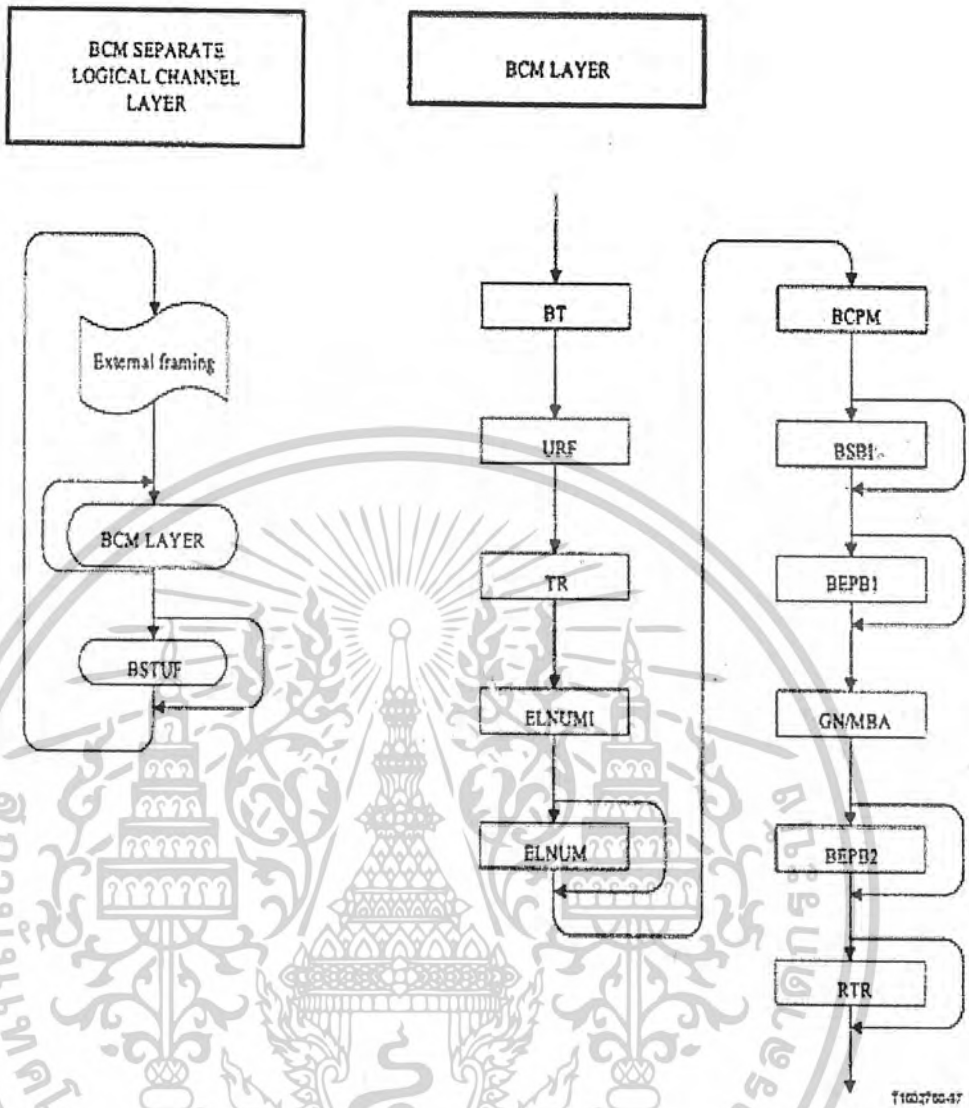 BCM SEPARATE
LOGICAL CHANNEL
LAYER
BCM LAYER
External framing
BCM LAYER
BSTUF
BT
URF
TR
ELNUMI
ELNUM
BCPM
BSBI
BEPB1
GN/MBA
BEPB2
RTR